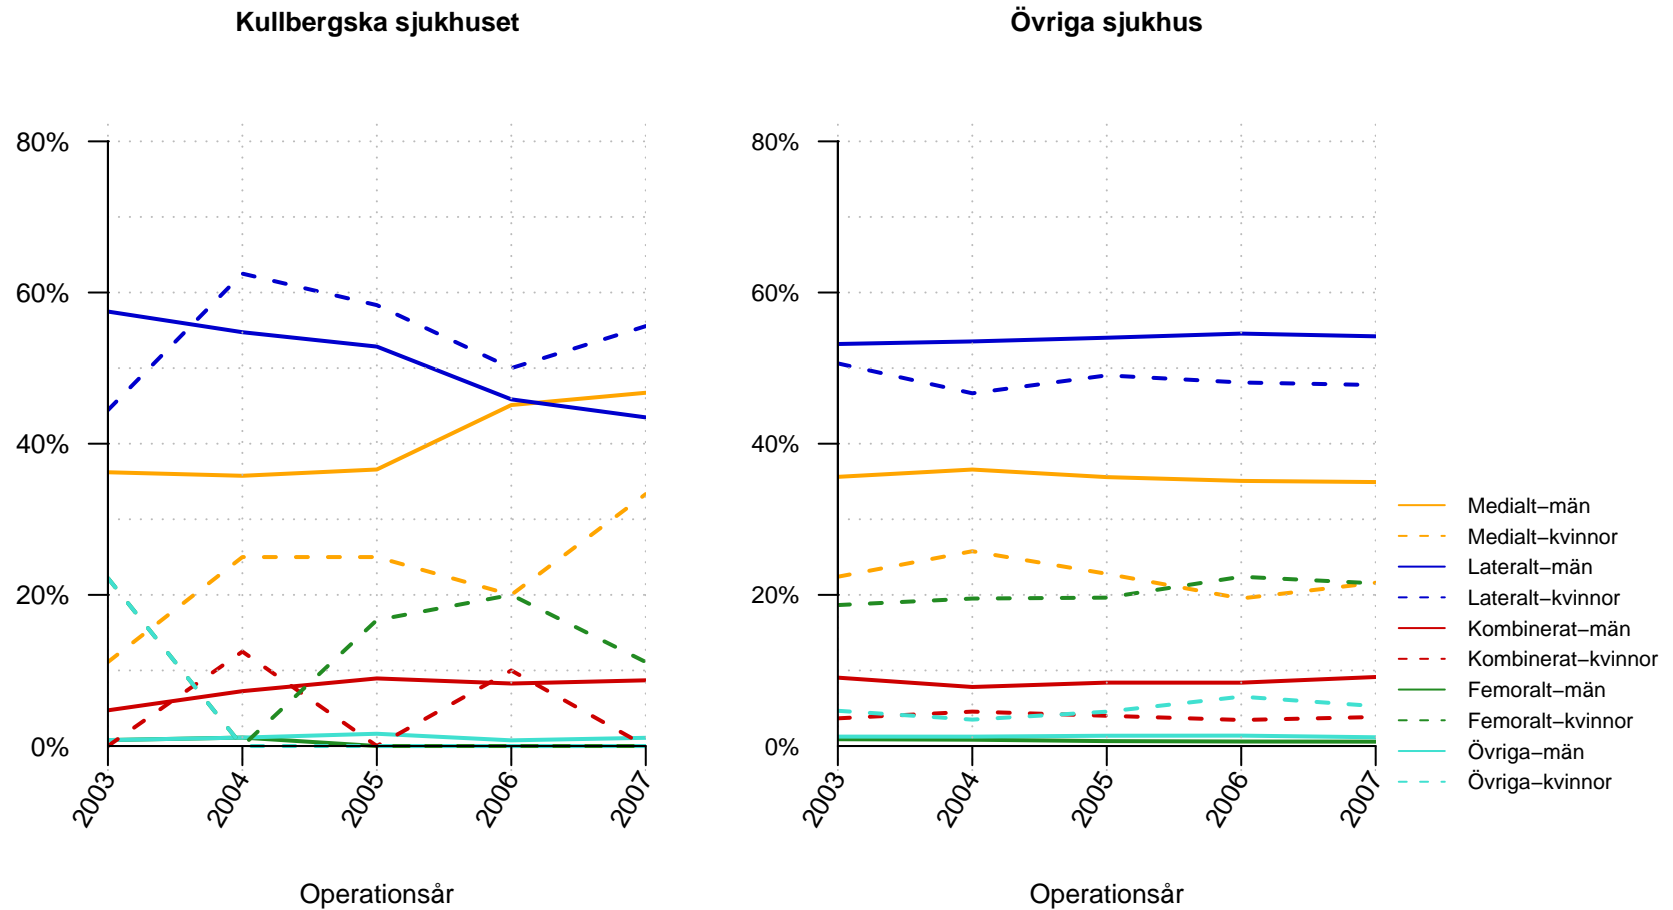 Kullbergska sjukhuset
80%
60%
40%
20%
0%
2003
2004
2005
2006
2007
Operationsår
Övriga sjukhus
80%
60%
40%
20%
0%
2003
2004
2005
2006
2007
Operationsår
Medialt−män
Medialt−kvinnor
Lateralt−män
Lateralt−kvinnor
Kombinerat−män
Kombinerat−kvinnor
Femoralt−män
Femoralt−kvinnor
Övriga−män
Övriga−kvinnor